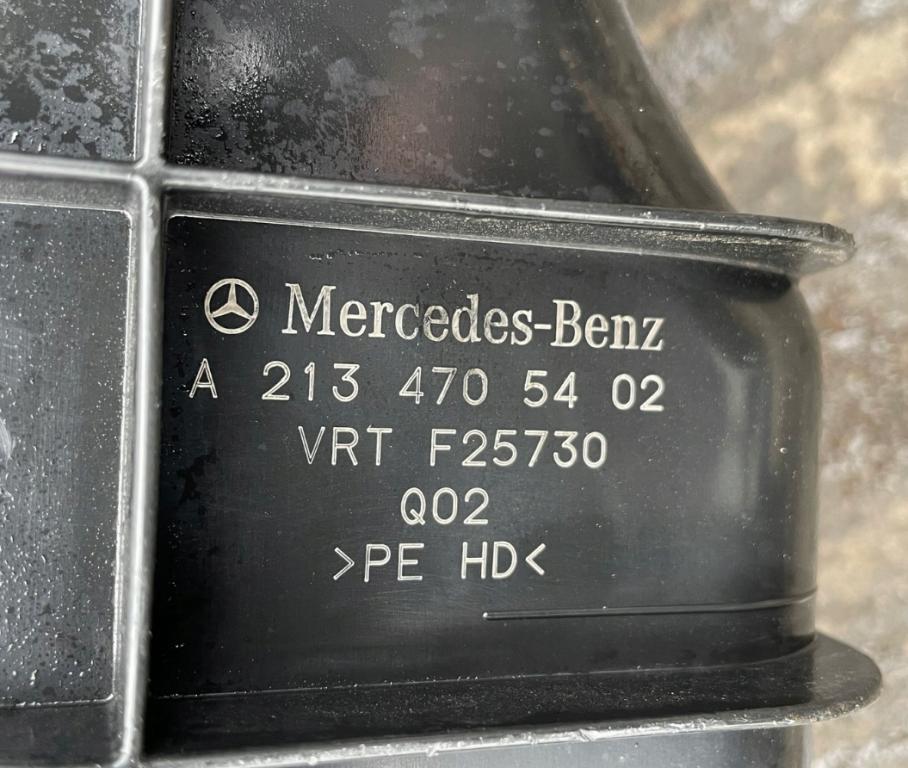 Mercedes-Benz
A 213 470 54 02
VRT F25730
Q02
>PE HD<